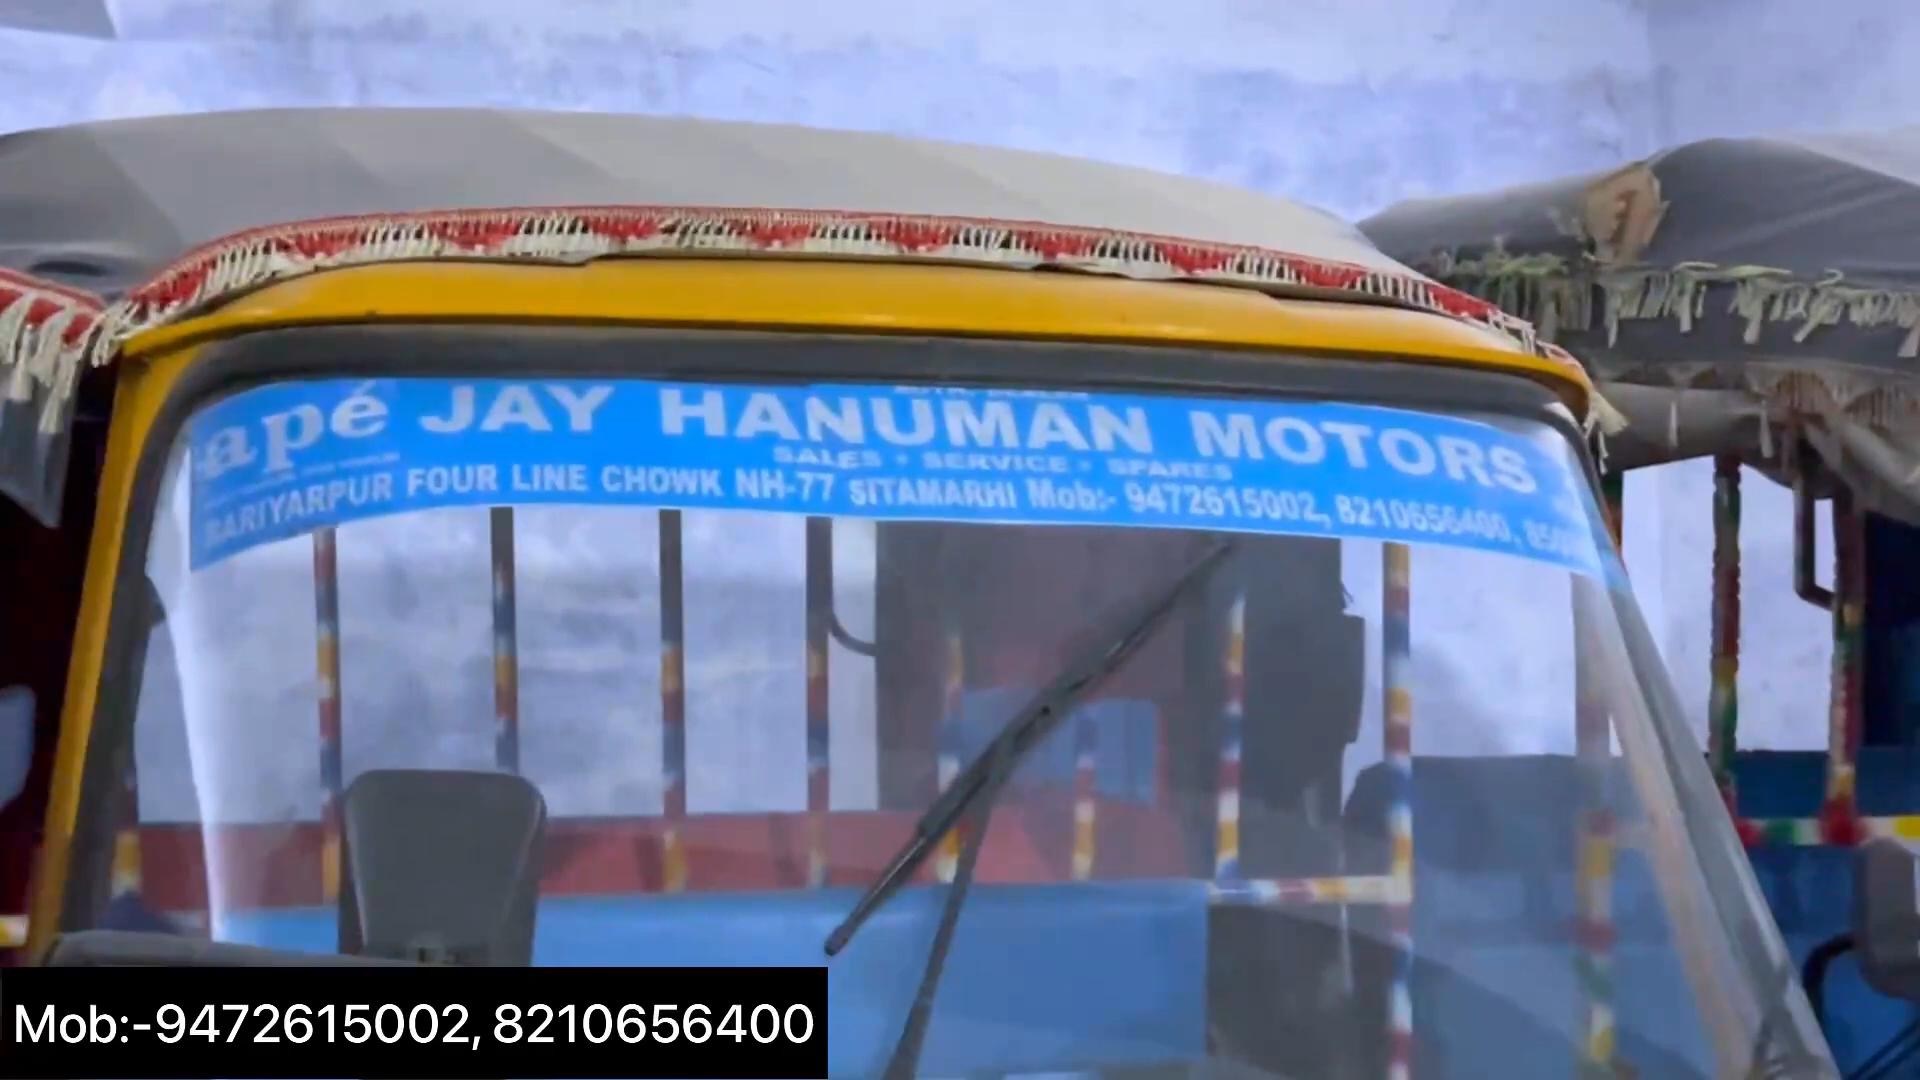 apé JAY HANUMAN MOTORS
SALES • SERVICE • SPARES
BARIYARPUR FOUR LINE CHOWK NH-77 SITAMARHI Mob:- 9472615002, 8210656400,
Mob:-9472615002, 8210656400